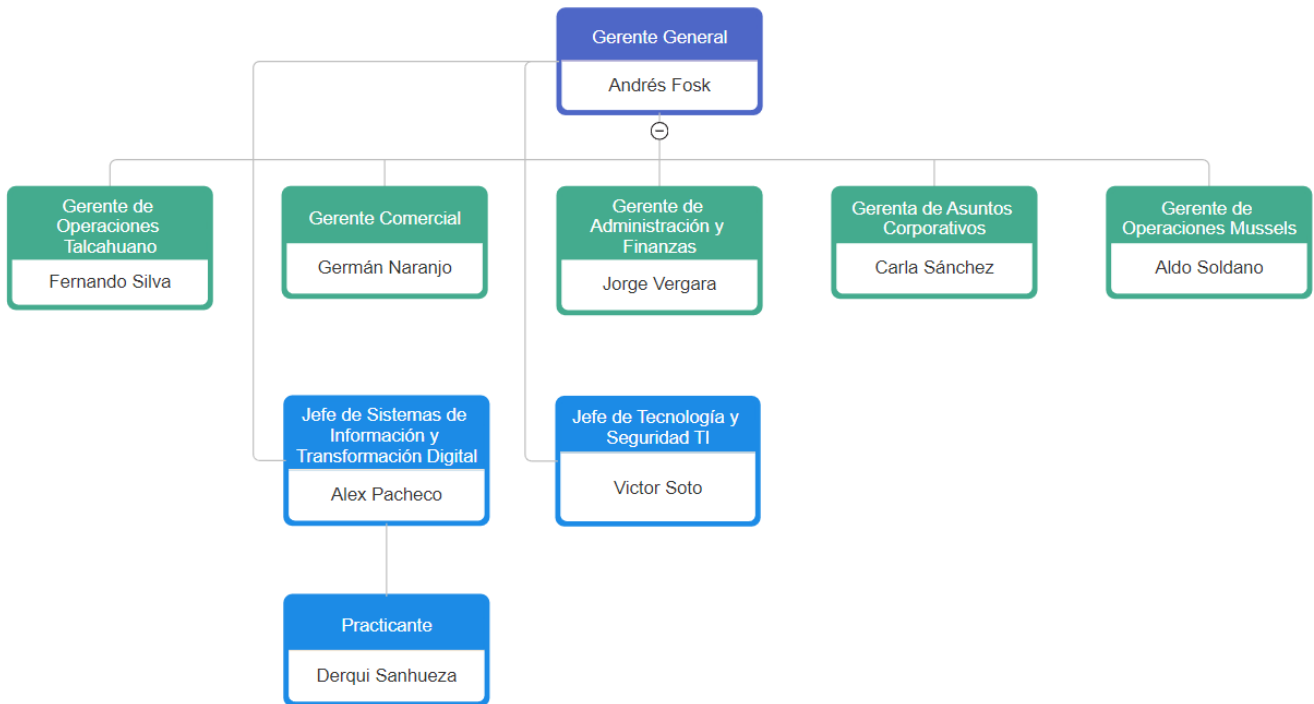 Gerente General
Andrés Fosk
Gerente de
Operaciones
Talcahuano
Fernando Silva
Gerente Comercial
Germán Naranjo
Gerente de
Administración y
Finanzas
Jorge Vergara
Gerenta de Asuntos
Corporativos
Carla Sánchez
Gerente de
Operaciones Mussels
Aldo Soldano
Jefe de Sistemas de
Información y
Transformación Digital
Alex Pacheco
Jefe de Tecnología y
Seguridad TI
Victor Soto
Practicante
Derqui Sanhueza